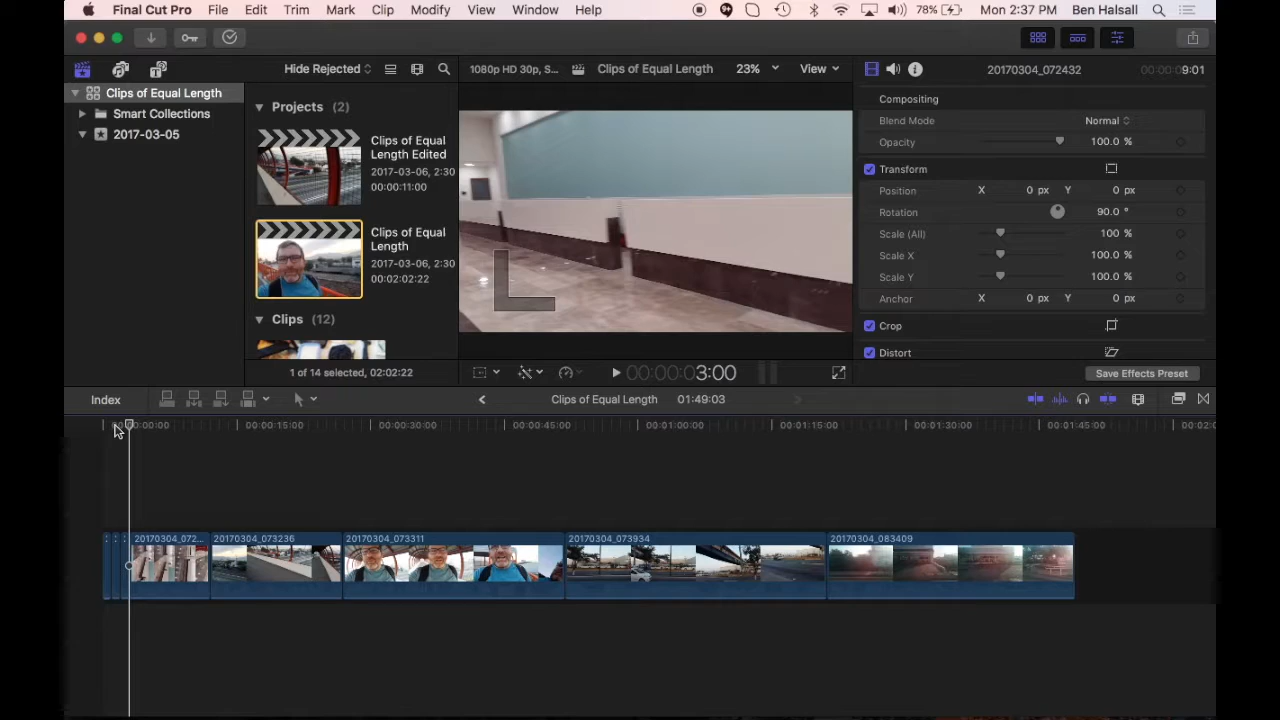 Final Cut Pro File Edit Trim Mark Clip Modify View Window Help 78% Mon 2:37 PM Ben Halsall
Hide Rejected 1080p HD 30p, S... Clips of Equal Length 23% View 20170304_072432 00:00:09:01
Clips of Equal Length
Smart Collections
2017-03-05
Projects (2)
Clips of Equal
Length Edited
2017-03-06, 2:30
00:00:11:00
Clips of Equal
Length
2017-03-06, 2:30
00:02:02:22
Clips (12)
1 of 14 selected, 02:02:22
00:00:00:03:00
Compositing
Blend Mode Normal
Opacity 100.0 %
Transform
Position X 0 px Y 0 px
Rotation 90.0 °
Scale (All) 100 %
Scale X 100.0 %
Scale Y 100.0 %
Anchor X 0 px Y 0 px
Crop
Distort
Save Effects Preset
Index Clips of Equal Length 01:49:03
00:00:15:00 00:00:30:00 00:00:45:00 00:01:00:00 00:01:15:00 00:01:30:00 00:01:45:00
20170304_072... 20170304_073236 20170304_073311 20170304_073934 20170304_083409